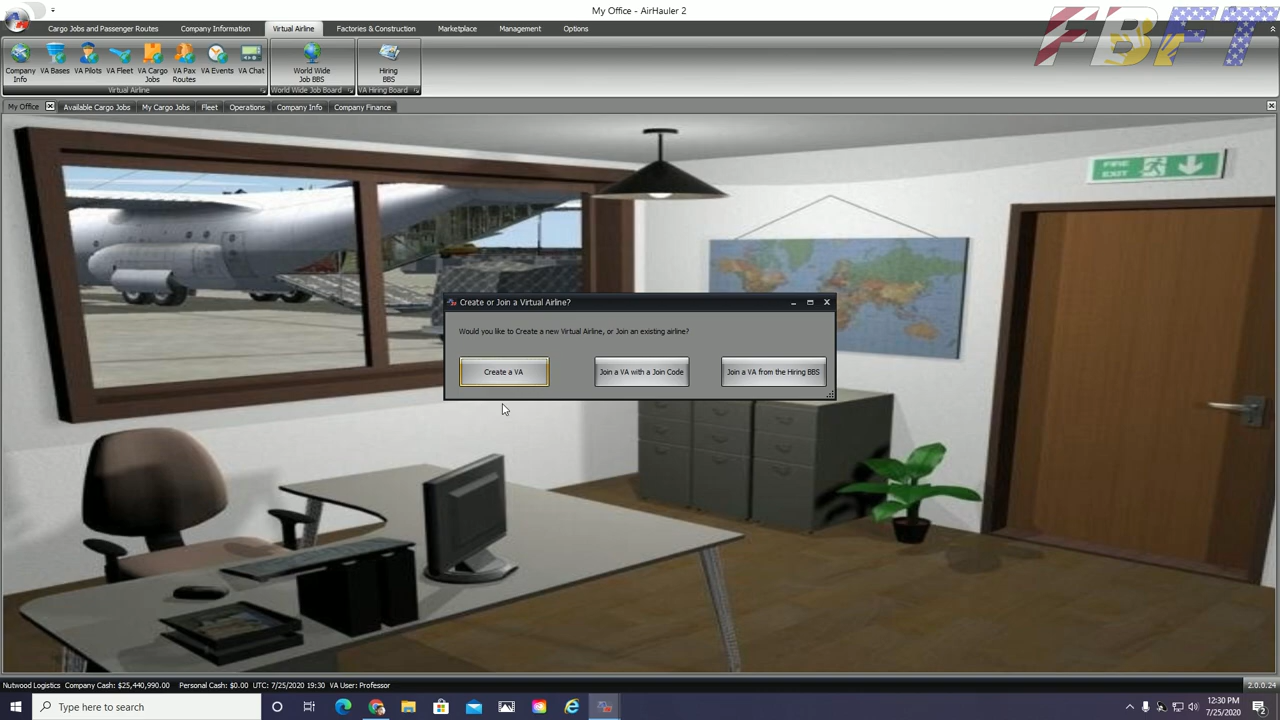 My Office - AirHauler 2
FBFT
Cargo Jobs and Passenger Routes
Company Information
Virtual Airline
Factories & Construction
Marketplace
Management
Options
Company Info
VA Bases
VA Pilots
VA Fleet
VA Cargo Jobs
VA Pax Routes
VA Events
VA Chat
World Wide Job BBS
Hiring BBS
Virtual Airline
World Wide Job Board
VA Hiring Board
My Office
Available Cargo Jobs
My Cargo Jobs
Fleet
Operations
Company Info
Company Finance
FIRE EXIT
Create or Join a Virtual Airline?
Would you like to Create a new Virtual Airline, or Join an existing airline?
Create a VA
Join a VA with a Join Code
Join a VA from the Hiring BBS
Nutwood Logistics Company Cash: $25,440,990.00 Personal Cash: $0.00 UTC: 7/25/2020 19:30 VA User: Professor
2.0.0.24
Type here to search
12:30 PM
7/25/2020
2